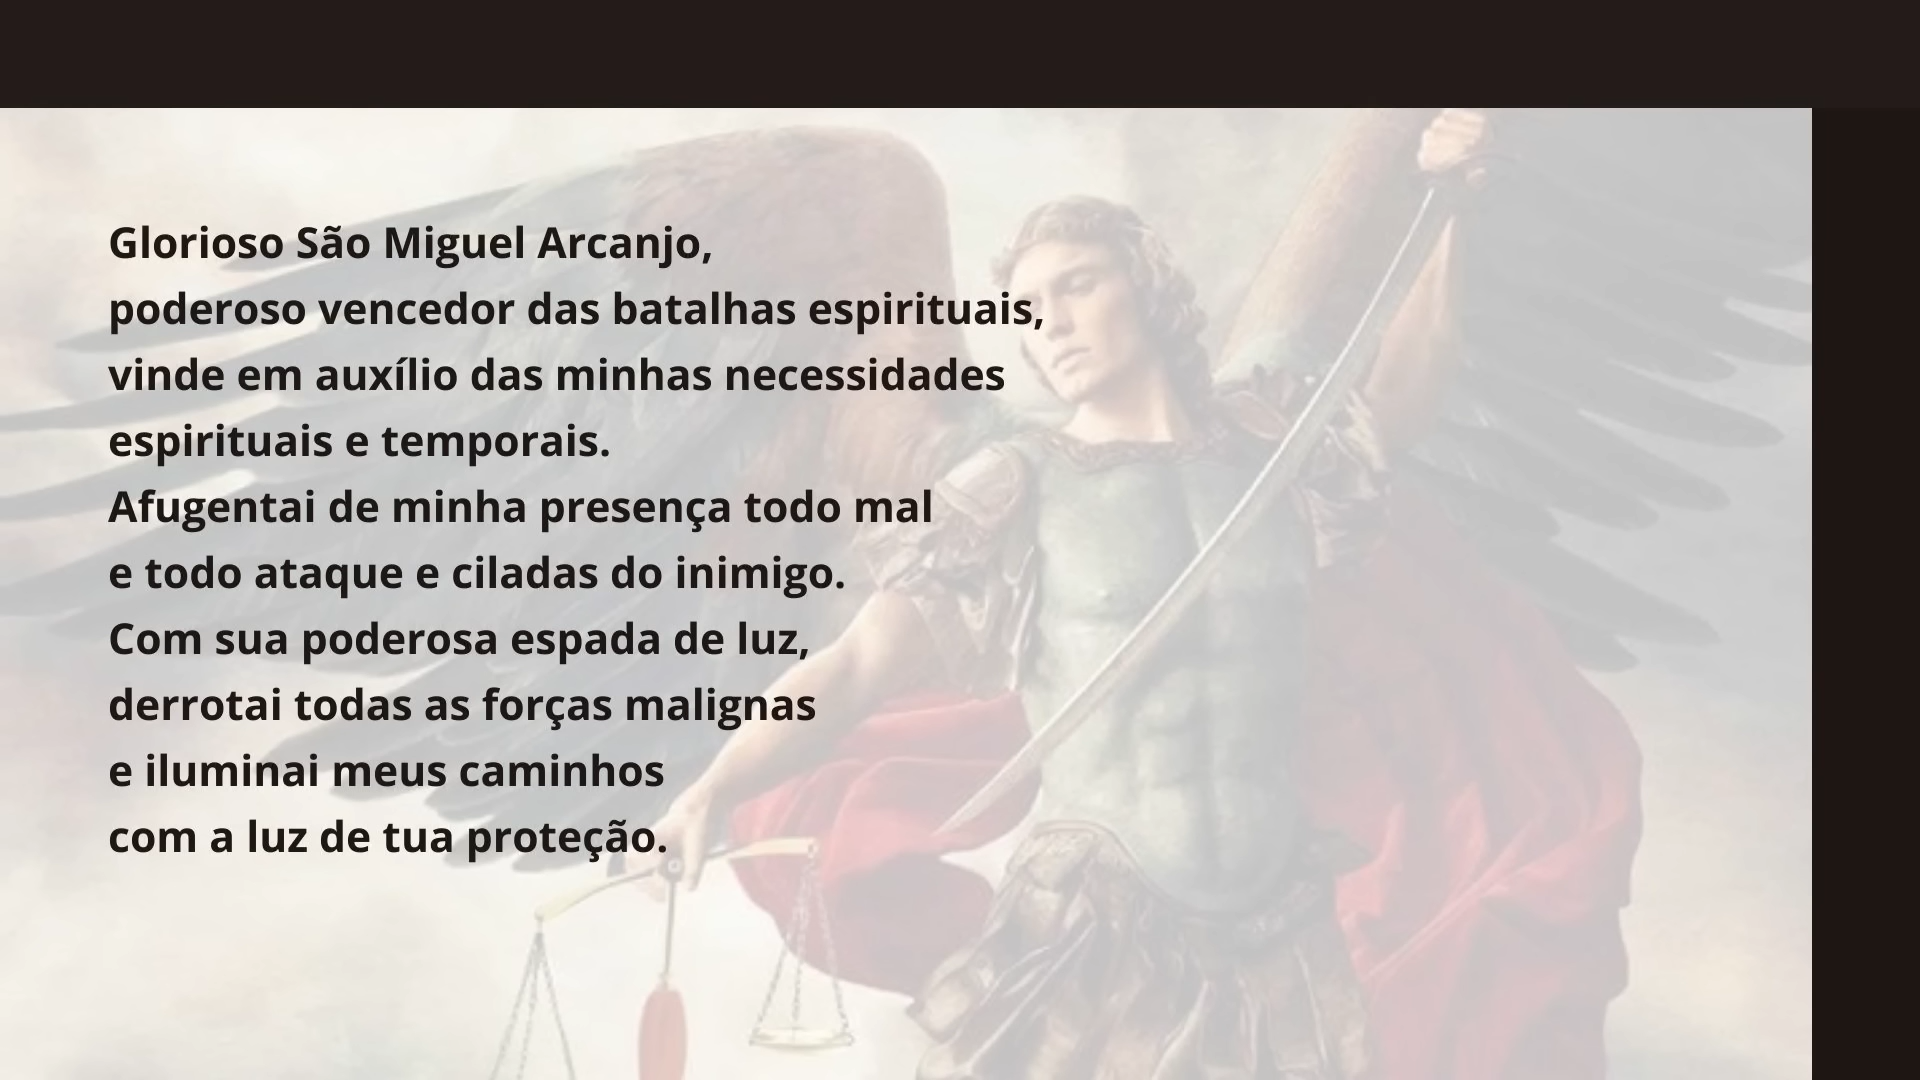 Glorioso São Miguel Arcanjo,
poderoso vencedor das batalhas espirituais,
vinde em auxílio das minhas necessidades
espirituais e temporais.
Afugentai de minha presença todo mal
e todo ataque e ciladas do inimigo.
Com sua poderosa espada de luz,
derrotai todas as forças malignas
e iluminai meus caminhos
com a luz de tua proteção.